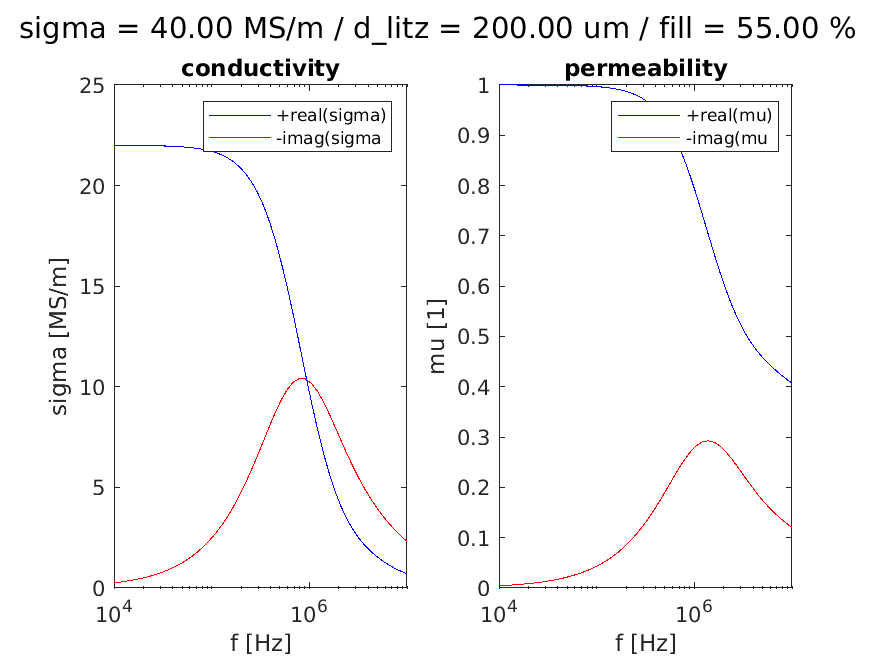 sigma = 40.00 MS/m / d_litz = 200.00 um / fill = 55.00 %
conductivity
25
20
15
10
5
0
sigma [MS/m]
10^4
10^6
f [Hz]
+real(sigma)
-imag(sigma
permeability
1
0.9
0.8
0.7
0.6
0.5
0.4
0.3
0.2
0.1
0
mu [1]
10^4
10^6
f [Hz]
+real(mu)
-imag(mu